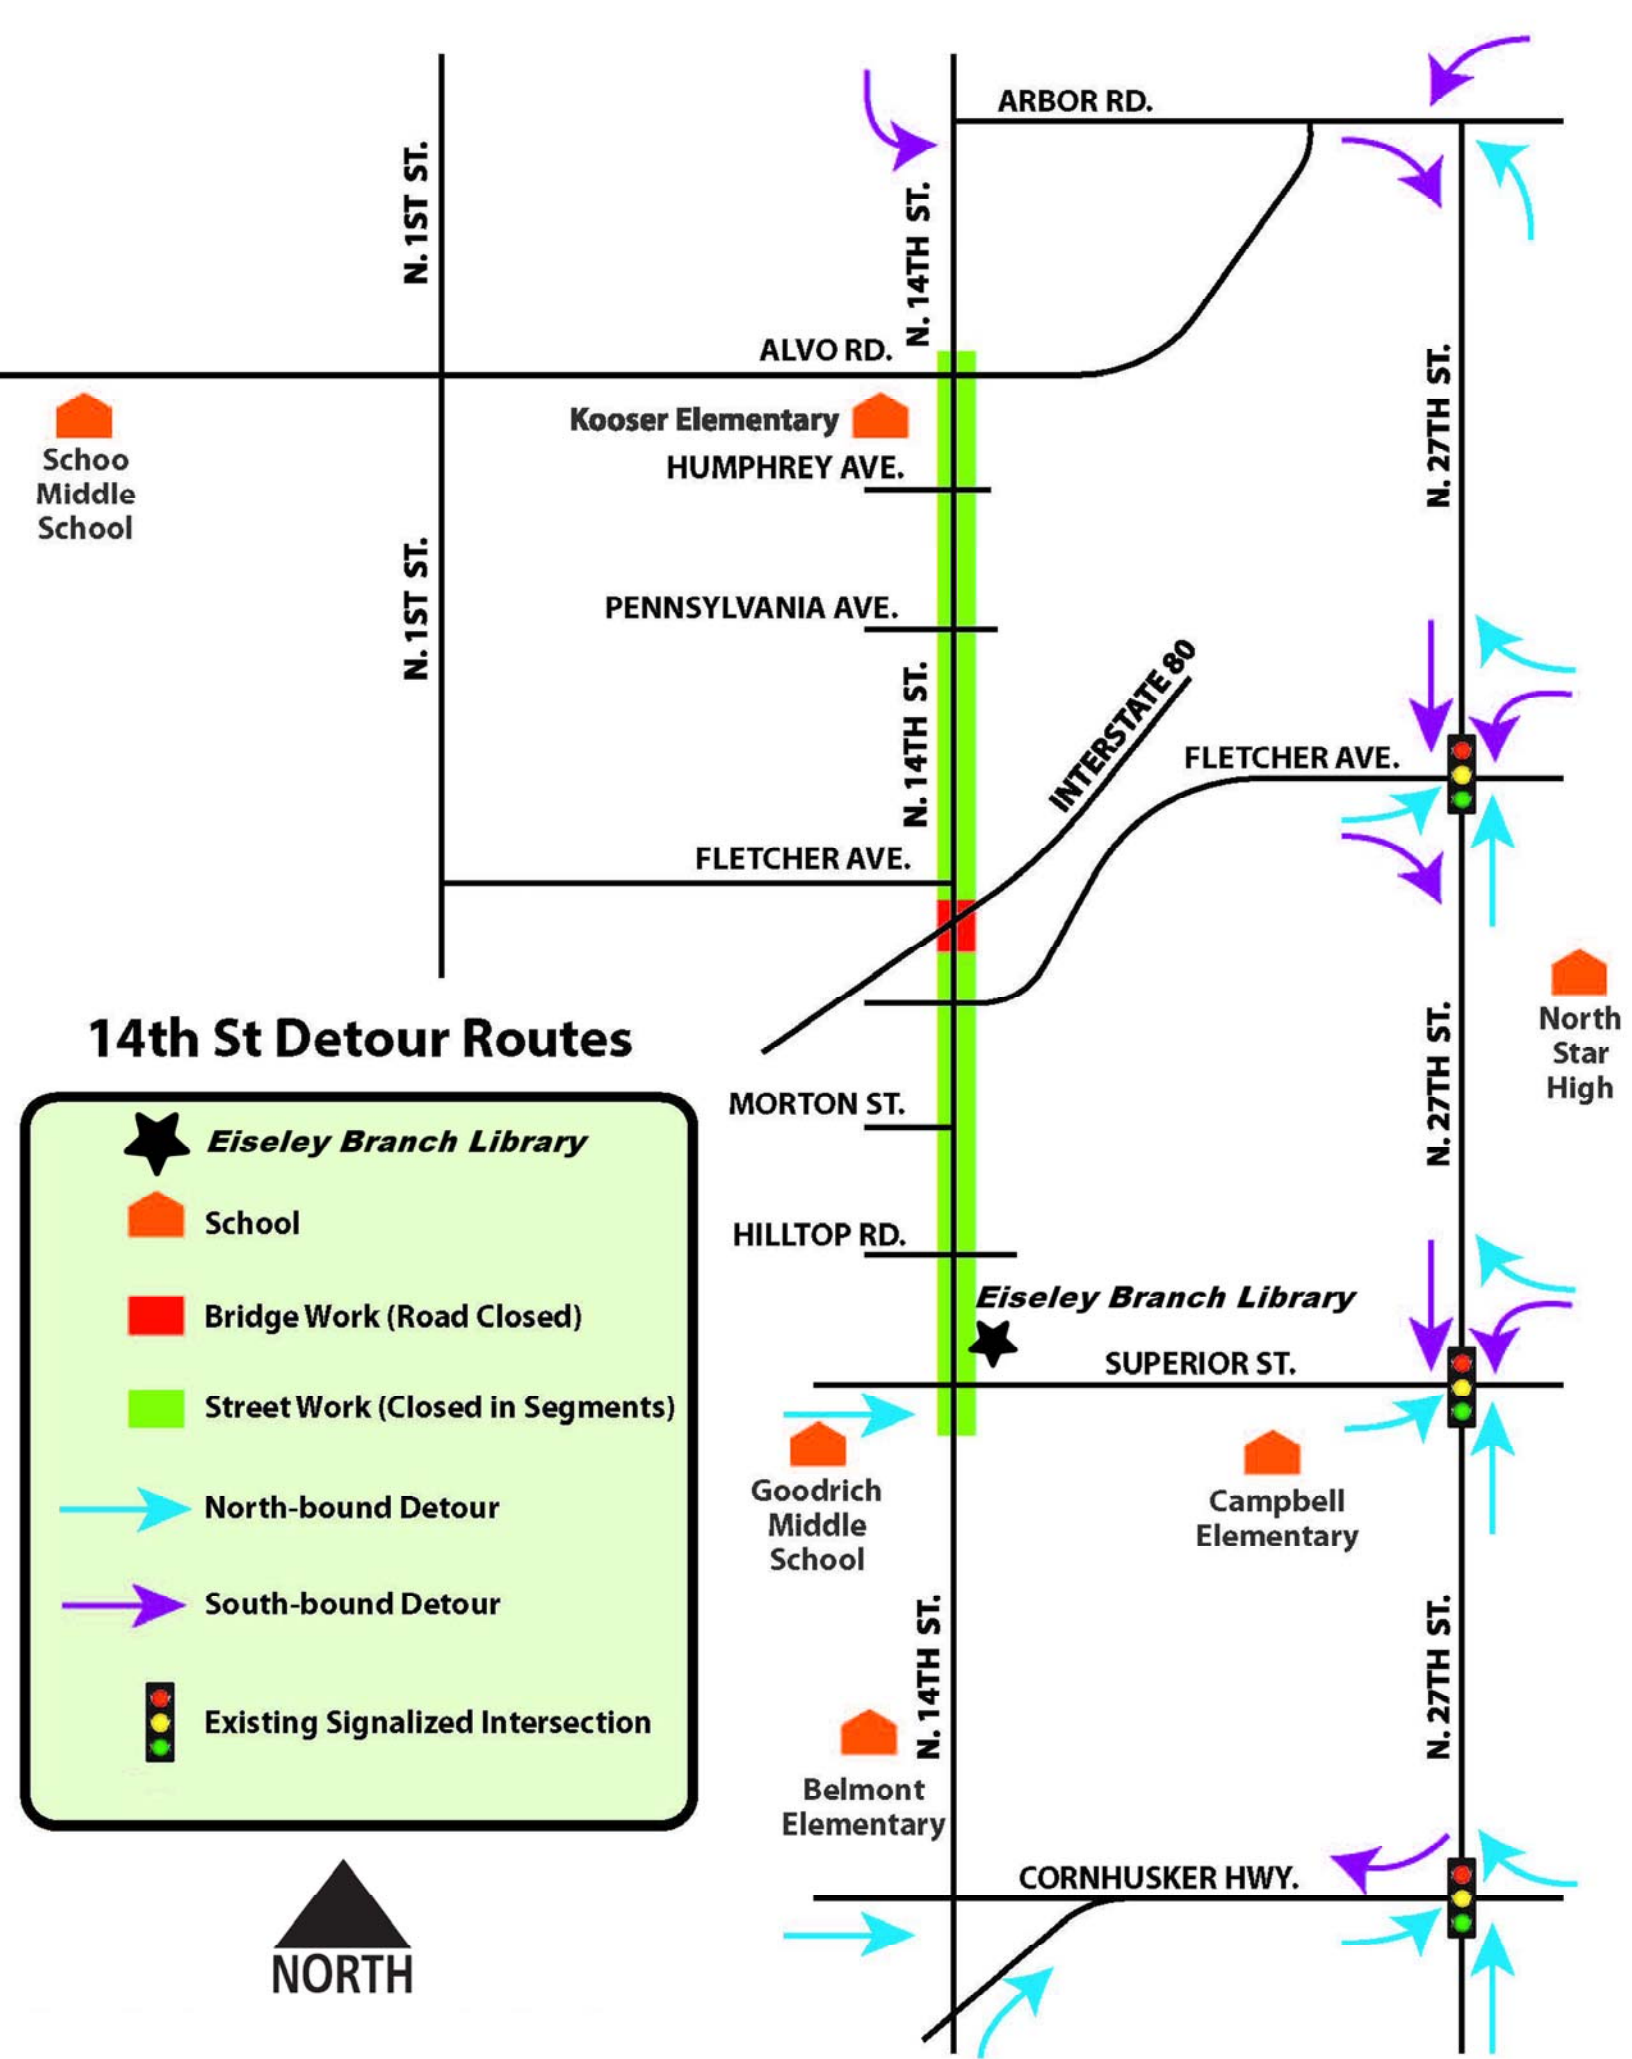 ARBOR RD.
N. 1ST ST.
N. 14TH ST.
ALVO RD.
N. 27TH ST.
Kooser Elementary
Schoo
Middle
School
HUMPHREY AVE.
N. 1ST ST.
PENNSYLVANIA AVE.
INTERSTATE 80
N. 14TH ST.
FLETCHER AVE.
FLETCHER AVE.
North
Star
High
N. 27TH ST.
14th St Detour Routes
MORTON ST.
Eiseley Branch Library
School
HILLTOP RD.
Eiseley Branch Library
Bridge Work (Road Closed)
SUPERIOR ST.
Street Work (Closed in Segments)
Goodrich
Middle
School
Campbell
Elementary
North-bound Detour
South-bound Detour
N. 14TH ST.
N. 27TH ST.
Existing Signalized Intersection
Belmont
Elementary
CORNHUSKER HWY.
NORTH